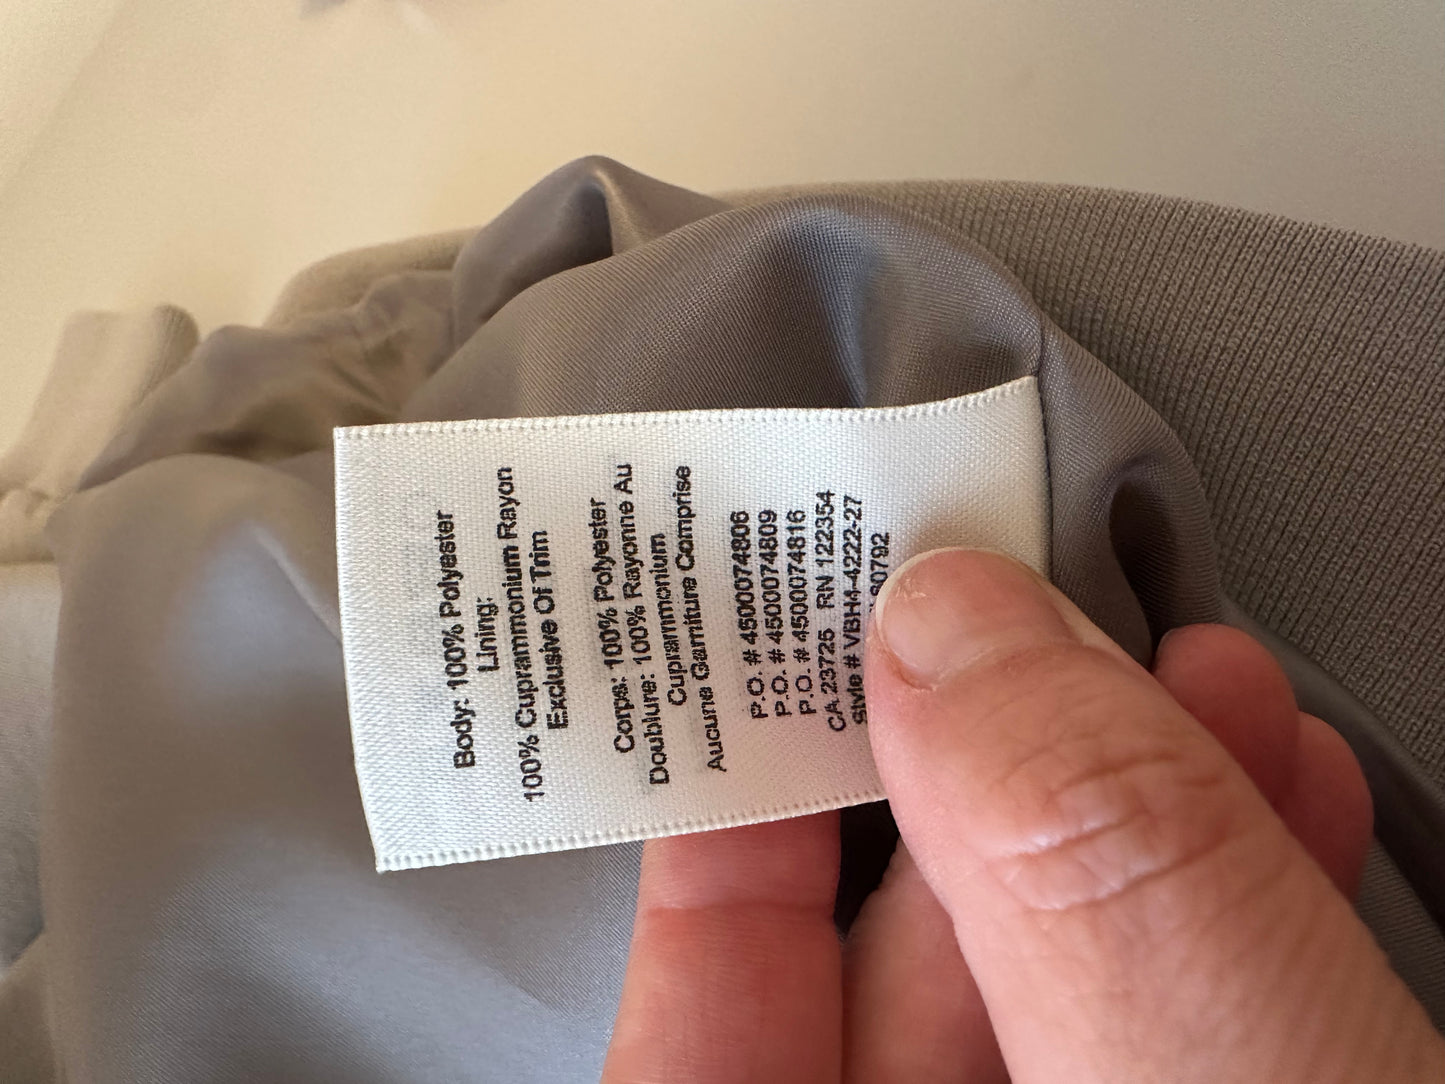 Body: 100% Polyester
Lining:
100% Cuprammonium Rayon
Exclusive Of Trim
Corps: 100% Polyester
Doublure: 100% Rayonne Au
Cuprammonium
Aucune Garniture Comprise
P.O. # 4500074806
P.O. # 4500074809
P.O. # 4500074816
CA 23725 RN 122354
Style # VBH4-4222-27